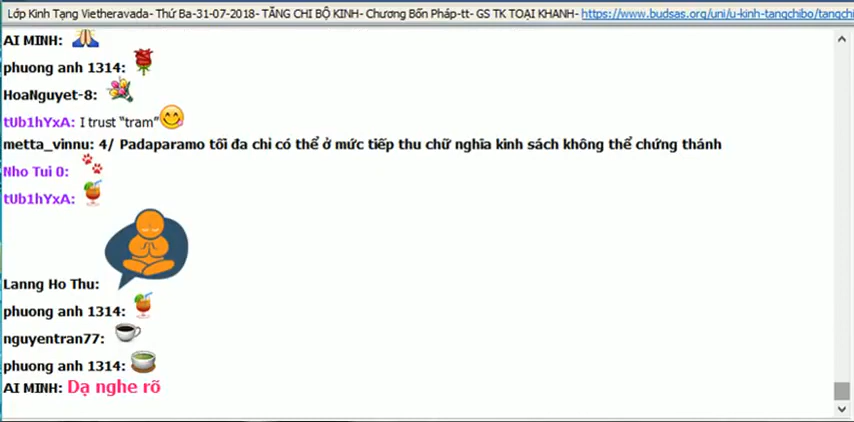 Lớp Kinh Tạng Vietheravada- Thứ Ba-31-07-2018- TĂNG CHI BỘ KINH- Chương Bốn Pháp-tt- GS TK TOẠI KHANH- https://www.budsas.org/uni/u-kinh-tangchibo/tangchi
AI MINH:
phuong anh 1314:
HoaNguyet-8:
tUb1hYxA: I trust "tram"
metta_vinnu: 4/ Padaparamo tối đa chỉ có thể ở mức tiếp thu chữ nghĩa kinh sách không thể chứng thánh
Nho Tui 0:
tUb1hYxA:
Lanng Ho Thu:
phuong anh 1314:
nguyentran77:
phuong anh 1314:
AI MINH: Dạ nghe rõ